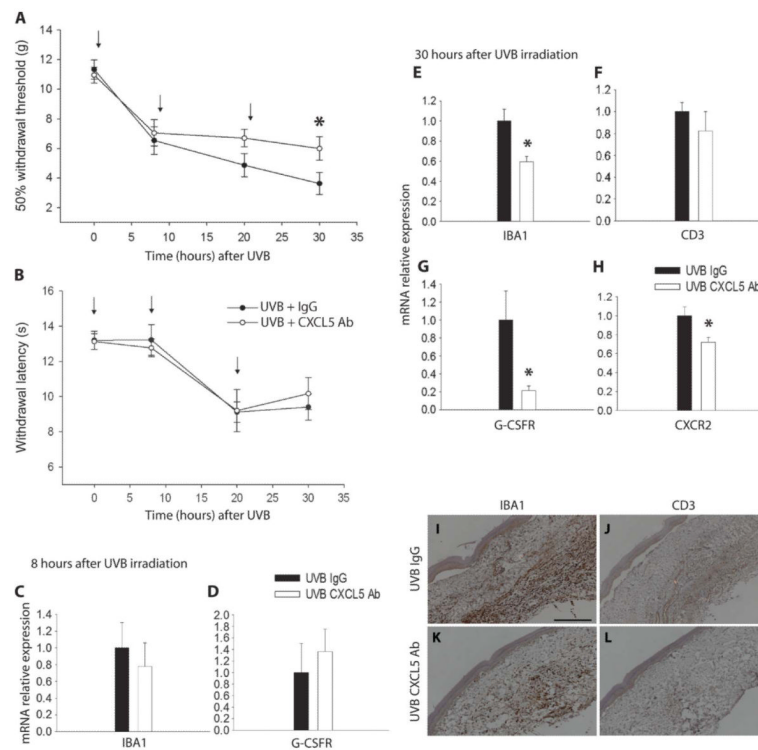 A
50% withdrawal threshold (g)
14
12
10
8
6
4
2
*
0 5 10 15 20 25 30 35
Time (hours) after UVB
B
Withdrawal latency (s)
16
14
12
10
8
6
UVB + IgG
UVB + CXCL5 Ab
0 5 10 15 20 25 30 35
Time (hours) after UVB
8 hours after UVB irradiation
UVB IgG
UVB CXCL5 Ab
C
mRNA relative expression
1.4
1.2
1.0
0.8
0.6
0.4
0.2
0.0
IBA1
D
2.0
1.8
1.6
1.4
1.2
1.0
0.8
0.6
0.4
0.2
0.0
G-CSFR
30 hours after UVB irradiation
mRNA relative expression
E
1.2
1.0
0.8
0.6
0.4
0.2
0.0
*
IBA1
F
1.2
1.0
0.8
0.6
0.4
0.2
0.0
CD3
G
1.4
1.2
1.0
0.8
0.6
0.4
0.2
0.0
*
G-CSFR
H
UVB IgG
UVB CXCL5 Ab
1.2
1.0
0.8
0.6
0.4
0.2
0.0
*
CXCR2
IBA1
CD3
UVB IgG
I
J
UVB CXCL5 Ab
K
L